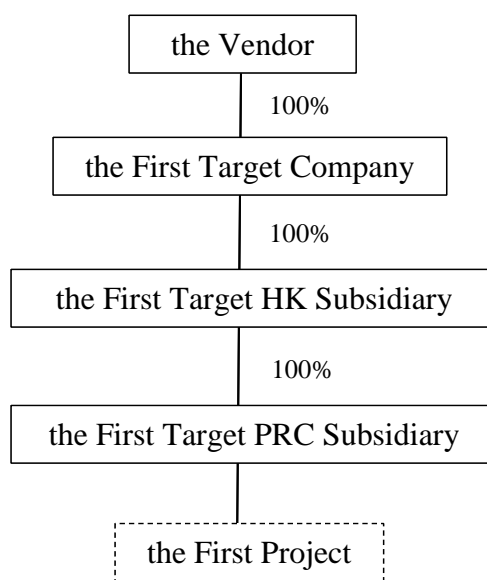 the Vendor
100%
the First Target Company
100%
the First Target HK Subsidiary
100%
the First Target PRC Subsidiary
the First Project